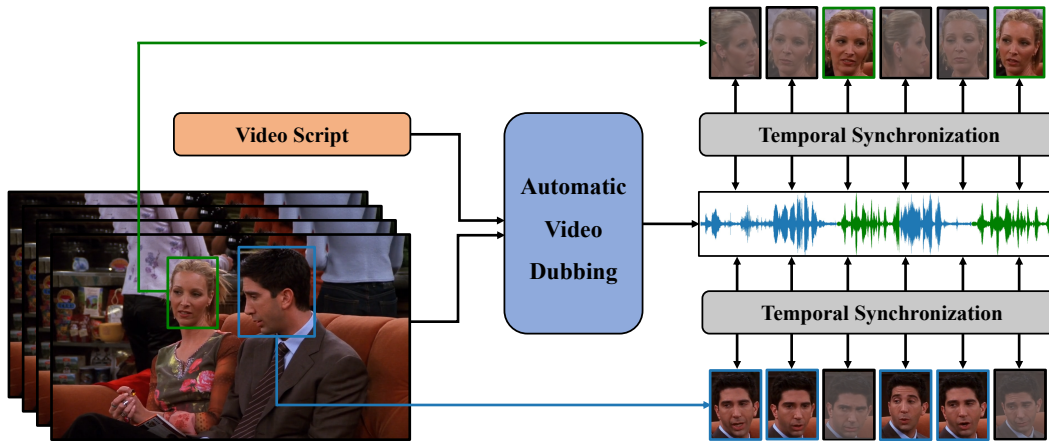 Temporal Synchronization
Video Script
Automatic
Video
Dubbing
Temporal Synchronization